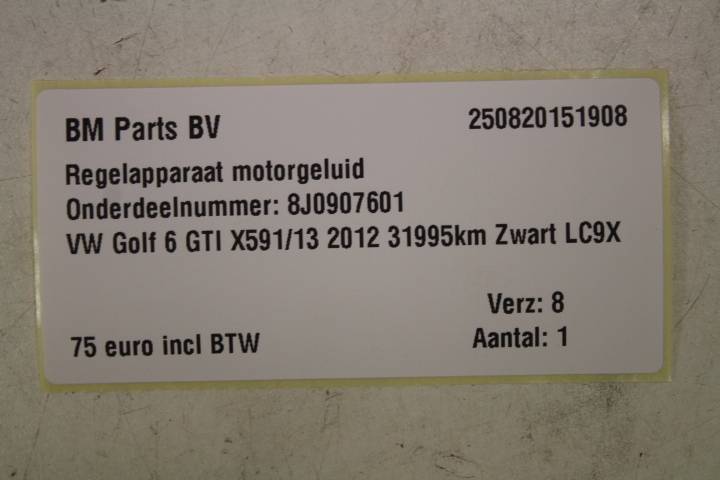 BM Parts BV 250820151908
Regelapparaat motorgeluid
Onderdeelnummer: 8J0907601
VW Golf 6 GTI X591/13 2012 31995km Zwart LC9X
Verz: 8
75 euro incl BTW Aantal: 1